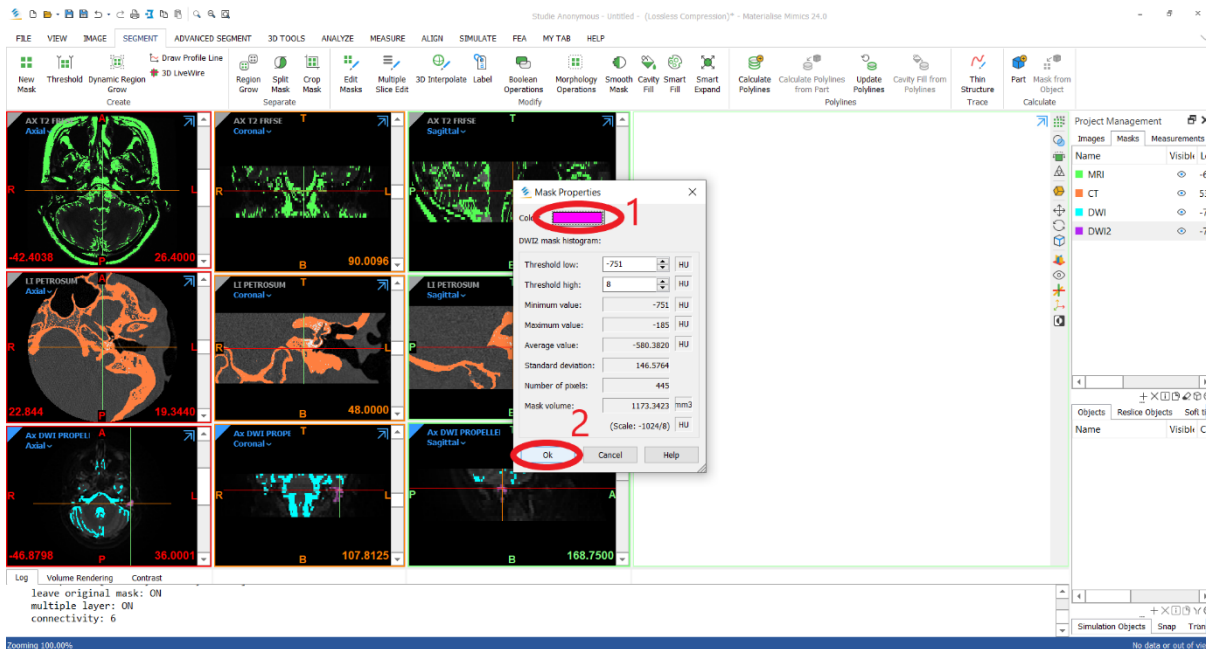 Studie Anonymous - Untitled - (Lossless Compression)* - Materialise Mimics 24.0
FILE VIEW IMAGE SEGMENT ADVANCED SEGMENT 3D TOOLS ANALYZE MEASURE ALIGN SIMULATE FEA MY TAB HELP
New Mask
Threshold
Dynamic Region Grow
Draw Profile Line
3D LiveWire
Create
Region Grow
Split Mask
Crop Mask
Separate
Edit Masks
Multiple Slice Edit
3D Interpolate
Label
Boolean Operations
Morphology Operations
Smooth Mask
Cavity Fill
Smart Fill
Smart Expand
Modify
Calculate Polylines
Calculate Polylines from Part
Update Polylines
Cavity Fill from Polylines
Polylines
Thin Structure
Trace
Part
Mask from Object
Calculate
AX T2 FRFSE
Axial
A
R
L
-42.4038
26.4000
AX T2 FRFSE
Coronal
T
R
L
B
90.0096
AX T2 FRFSE
Sagittal
T
P
LI PETROSUM
Axial
A
R
L
22.844
P
19.3440
LI PETROSUM
Coronal
T
R
L
B
48.0000
LI PETROSUM
Sagittal
T
P
Ax DWI PROPELL
Axial
A
R
L
-46.8798
P
36.0001
Ax DWI PROPE
Coronal
T
R
L
B
107.8125
Ax DWI PROPELLE
Sagittal
T
P
A
B
168.7500
Mask Properties
1
DWI2 mask histogram:
Threshold low: -751 HU
Threshold high: 8 HU
Minimum value: -751 HU
Maximum value: -185 HU
Average value: -580.3820 HU
Standard deviation: 146.5764
Number of pixels: 445
Mask volume: 1173.3423 mm3
(Scale: -1024/8) HU
2
Ok Cancel Help
Project Management
Images Masks Measurements
Name Visible
MRI
CT
DWI
DWI2
Objects Reslice Objects
Name Visible
Simulation Objects Snap
Log Volume Rendering Contrast
leave original mask: ON
multiple layer: ON
connectivity: 6
Zooming 100.00%
No data or out of vie